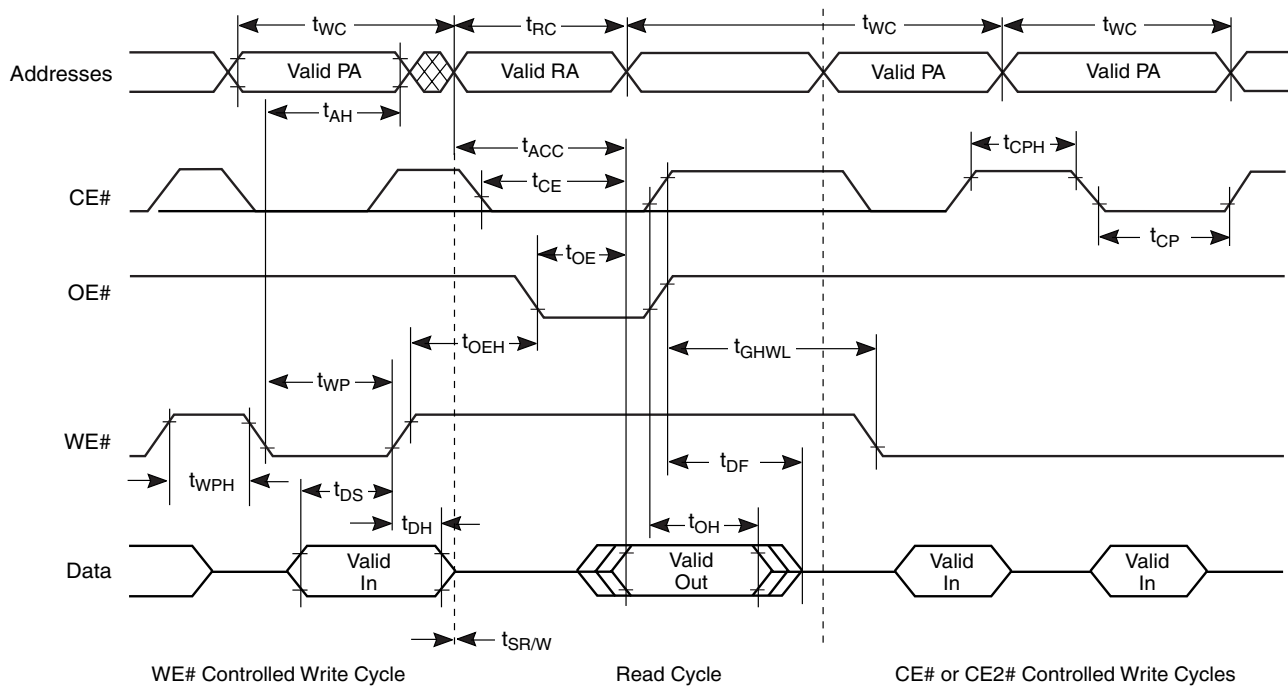 tWC tRC tWC tWC
Addresses Valid PA Valid RA Valid PA Valid PA
tAH
tACC tCPH
tCE
CE#
tOE tCP
OE#
tOEH tGHWL
tWP
WE#
tWPH tDS tDF
tDH tOH
Data Valid In Valid Out Valid In Valid In
tSR/W
WE# Controlled Write Cycle Read Cycle CE# or CE2# Controlled Write Cycles